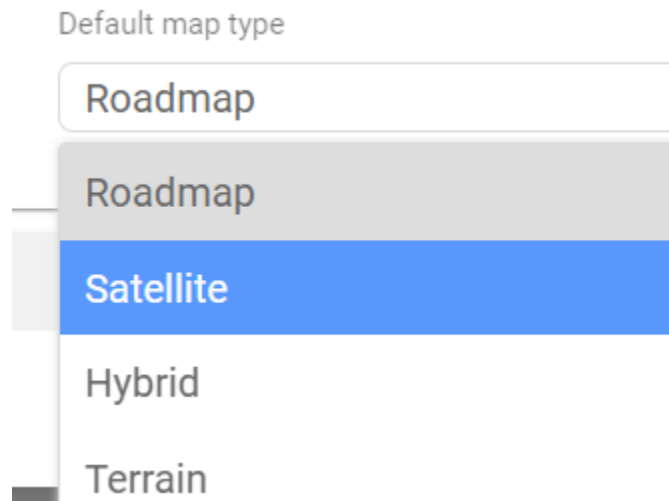 Default map type
Roadmap
Roadmap
Satellite
Hybrid
Terrain